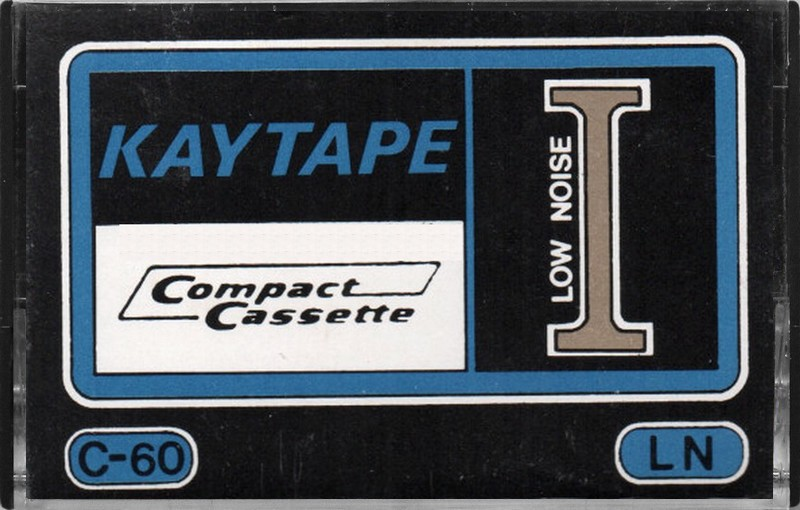 KAYTAPE
Compact
Cassette
LOW NOISE
I
C-60
LN